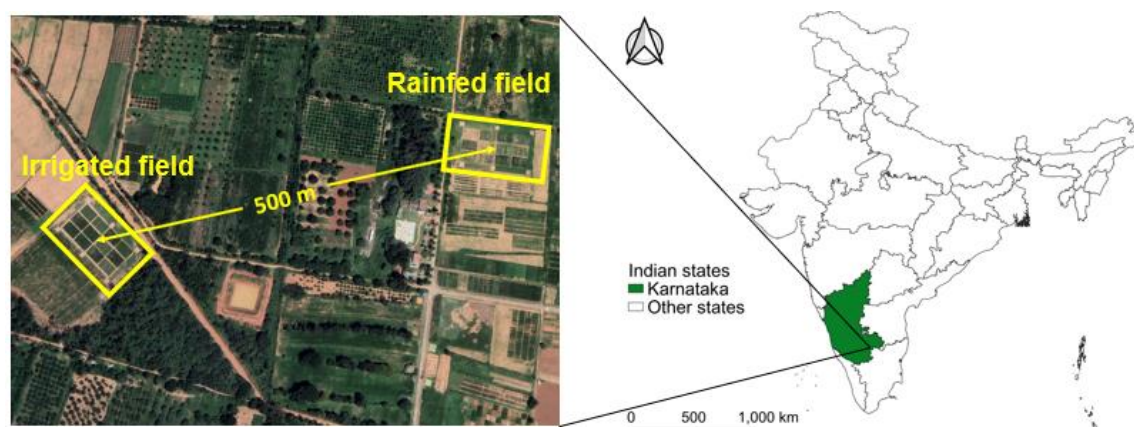 Rainfed field
Irrigated field
500 m
Indian states
Karnataka
Other states
0 500 1,000 km